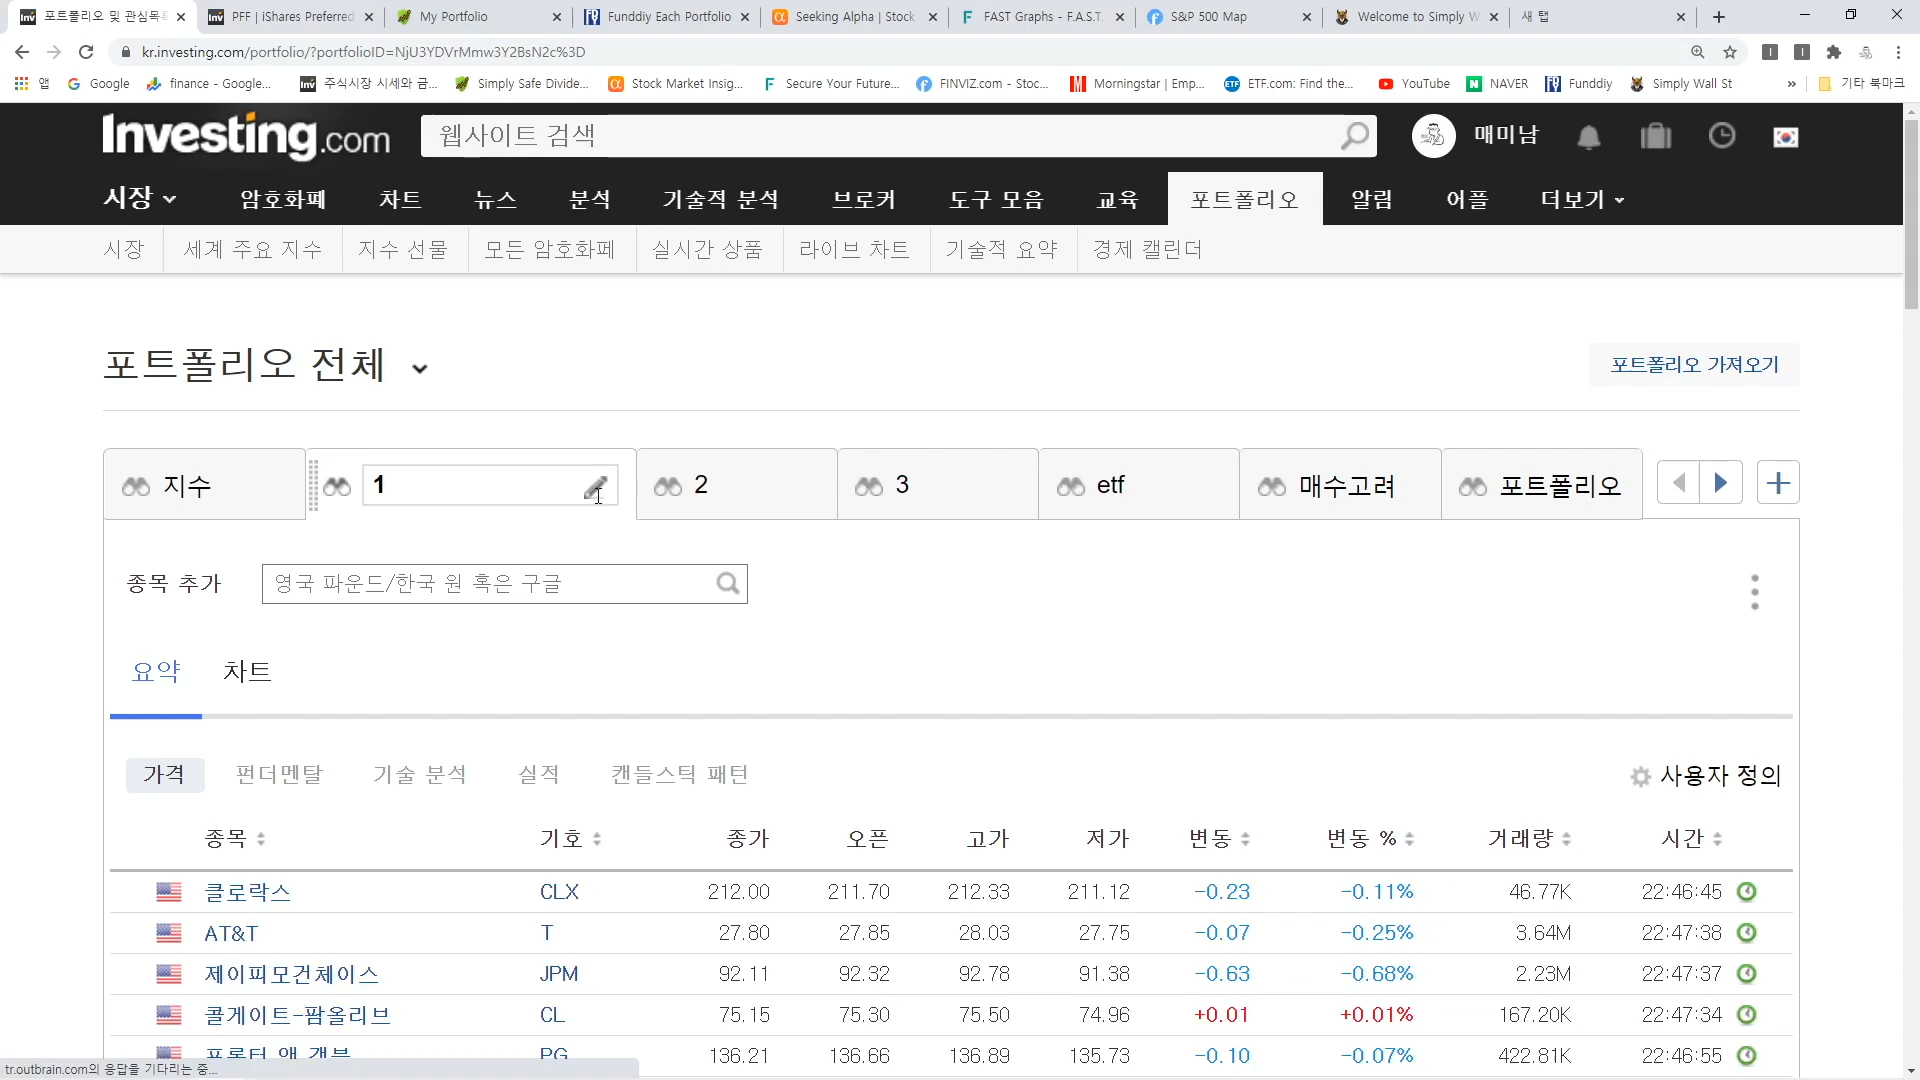 포트폴리오 및 관심목록
PFF | iShares Preferred
My Portfolio
Funddiy Each Portfolio
Seeking Alpha | Stock
FAST Graphs - F.A.S.T.
S&P 500 Map
Welcome to Simply W
새 탭
kr.investing.com/portfolio/?portfolioID=NjU3YDVrMmw3Y2BsN2c%3D
앱 Google finance - Google... 주식시장 시세와 금... Simply Safe Divide... Stock Market Insig... Secure Your Future... FINVIZ.com - Stoc... Morningstar | Emp... ETF.com: Find the... YouTube NAVER Funddiy Simply Wall St » 기타 북마크
Investing.com 웹사이트 검색 매미남
시장 암호화폐 차트 뉴스 분석 기술적 분석 브로커 도구 모음 교육 포트폴리오 알림 어플 더보기
시장 세계 주요 지수 지수 선물 모든 암호화폐 실시간 상품 라이브 차트 기술적 요약 경제 캘린더
포트폴리오 전체 포트폴리오 가져오기
지수 1 2 3 etf 매수고려 포트폴리오
종목 추가 영국 파운드/한국 원 혹은 구글
요약 차트
가격 펀더멘탈 기술 분석 실적 캔들스틱 패턴 사용자 정의
종목 기호 종가 오픈 고가 저가 변동 변동 % 거래량 시간
클로락스 CLX 212.00 211.70 212.33 211.12 -0.23 -0.11% 46.77K 22:46:45
AT&T T 27.80 27.85 28.03 27.75 -0.07 -0.25% 3.64M 22:47:38
제이피모건체이스 JPM 92.11 92.32 92.78 91.38 -0.63 -0.68% 2.23M 22:47:37
콜게이트-팜올리브 CL 75.15 75.30 75.50 74.96 +0.01 +0.01% 167.20K 22:47:34
프록터 앤 갬블 PG 136.21 136.66 136.89 135.73 -0.10 -0.07% 422.81K 22:46:55
tr.outbrain.com의 응답을 기다리는 중...